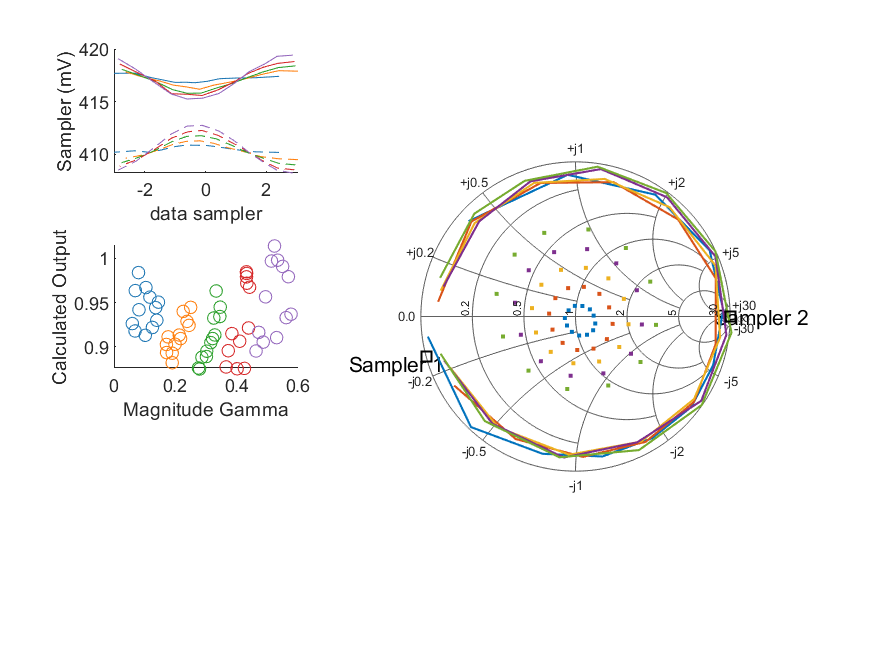 420
415
410
Sampler (mV)
-2 0 2
data sampler
1
0.95
0.9
Calculated Output
0 0.2 0.4 0.6
Magnitude Gamma
+j1
+j0.5 +j2
+j0.2 +j5
+j30
0.0 0.2 0.5 1 2 5 30
ampler 2
-j30
Sampler 1
-j0.2 -j5
-j0.5 -j2
-j1